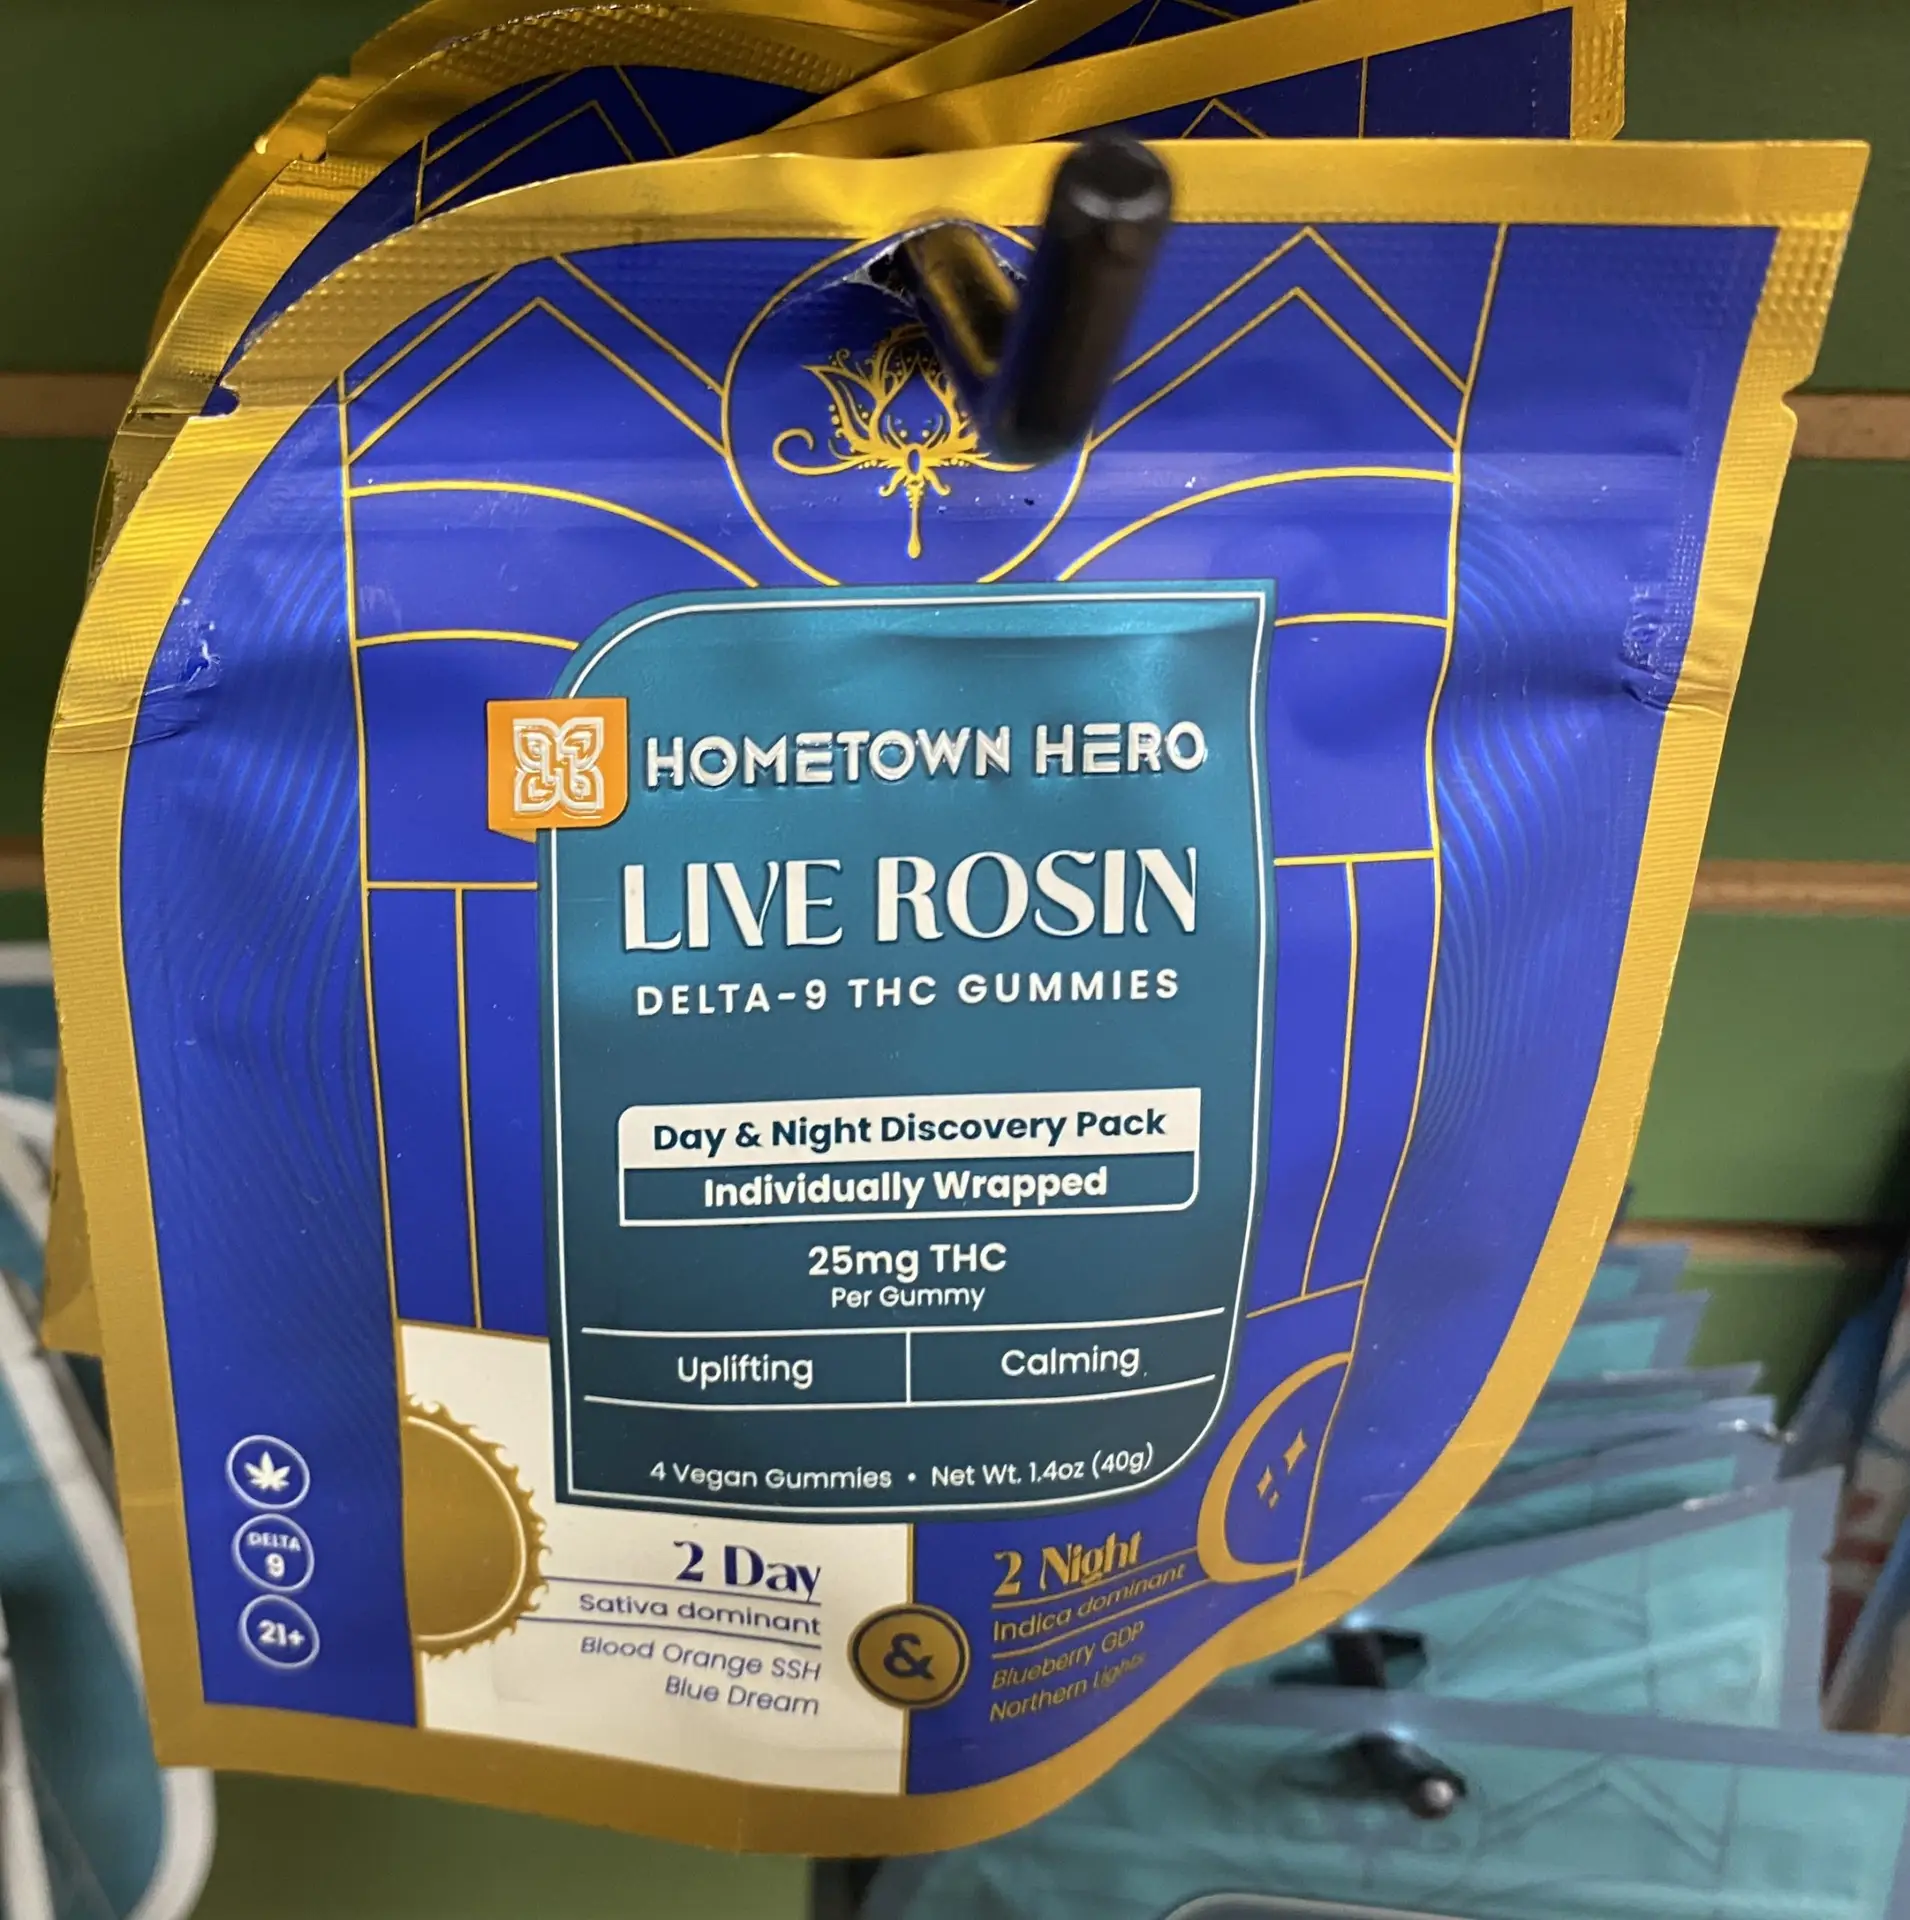 HOMETOWN HERO
LIVE ROSIN
DELTA-9 THC GUMMIES
Day & Night Discovery Pack
Individually Wrapped
25mg THC
Per Gummy
Uplifting
Calming
4 Vegan Gummies • Net Wt. 1.4oz (40g)
DELTA
9
21+
2 Day
Sativa dominant
Blood Orange SSH
Blue Dream
&
2 Night
Indica dominant
Blueberry GDP
Northern Lights